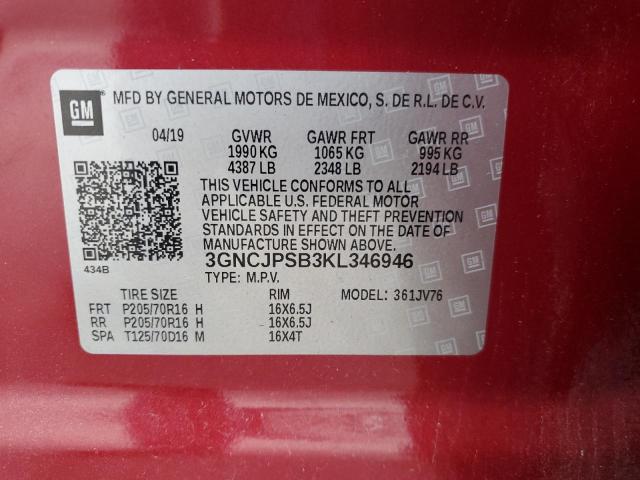 GM
MFD BY GENERAL MOTORS DE MEXICO, S. DE R.L. DE C.V.
04/19 GVWR GAWR FRT GAWR RR
1990 KG 1065 KG 995 KG
4387 LB 2348 LB 2194 LB
THIS VEHICLE CONFORMS TO ALL
APPLICABLE U.S. FEDERAL MOTOR
VEHICLE SAFETY AND THEFT PREVENTION
STANDARDS IN EFFECT ON THE DATE OF
MANUFACTURE SHOWN ABOVE.
434B
3GNCJPSB3KL346946
TYPE: M.P.V.
TIRE SIZE RIM MODEL: 361JV76
FRT P205/70R16 H 16X6.5J
RR P205/70R16 H 16X6.5J
SPA T125/70D16 M 16X4T